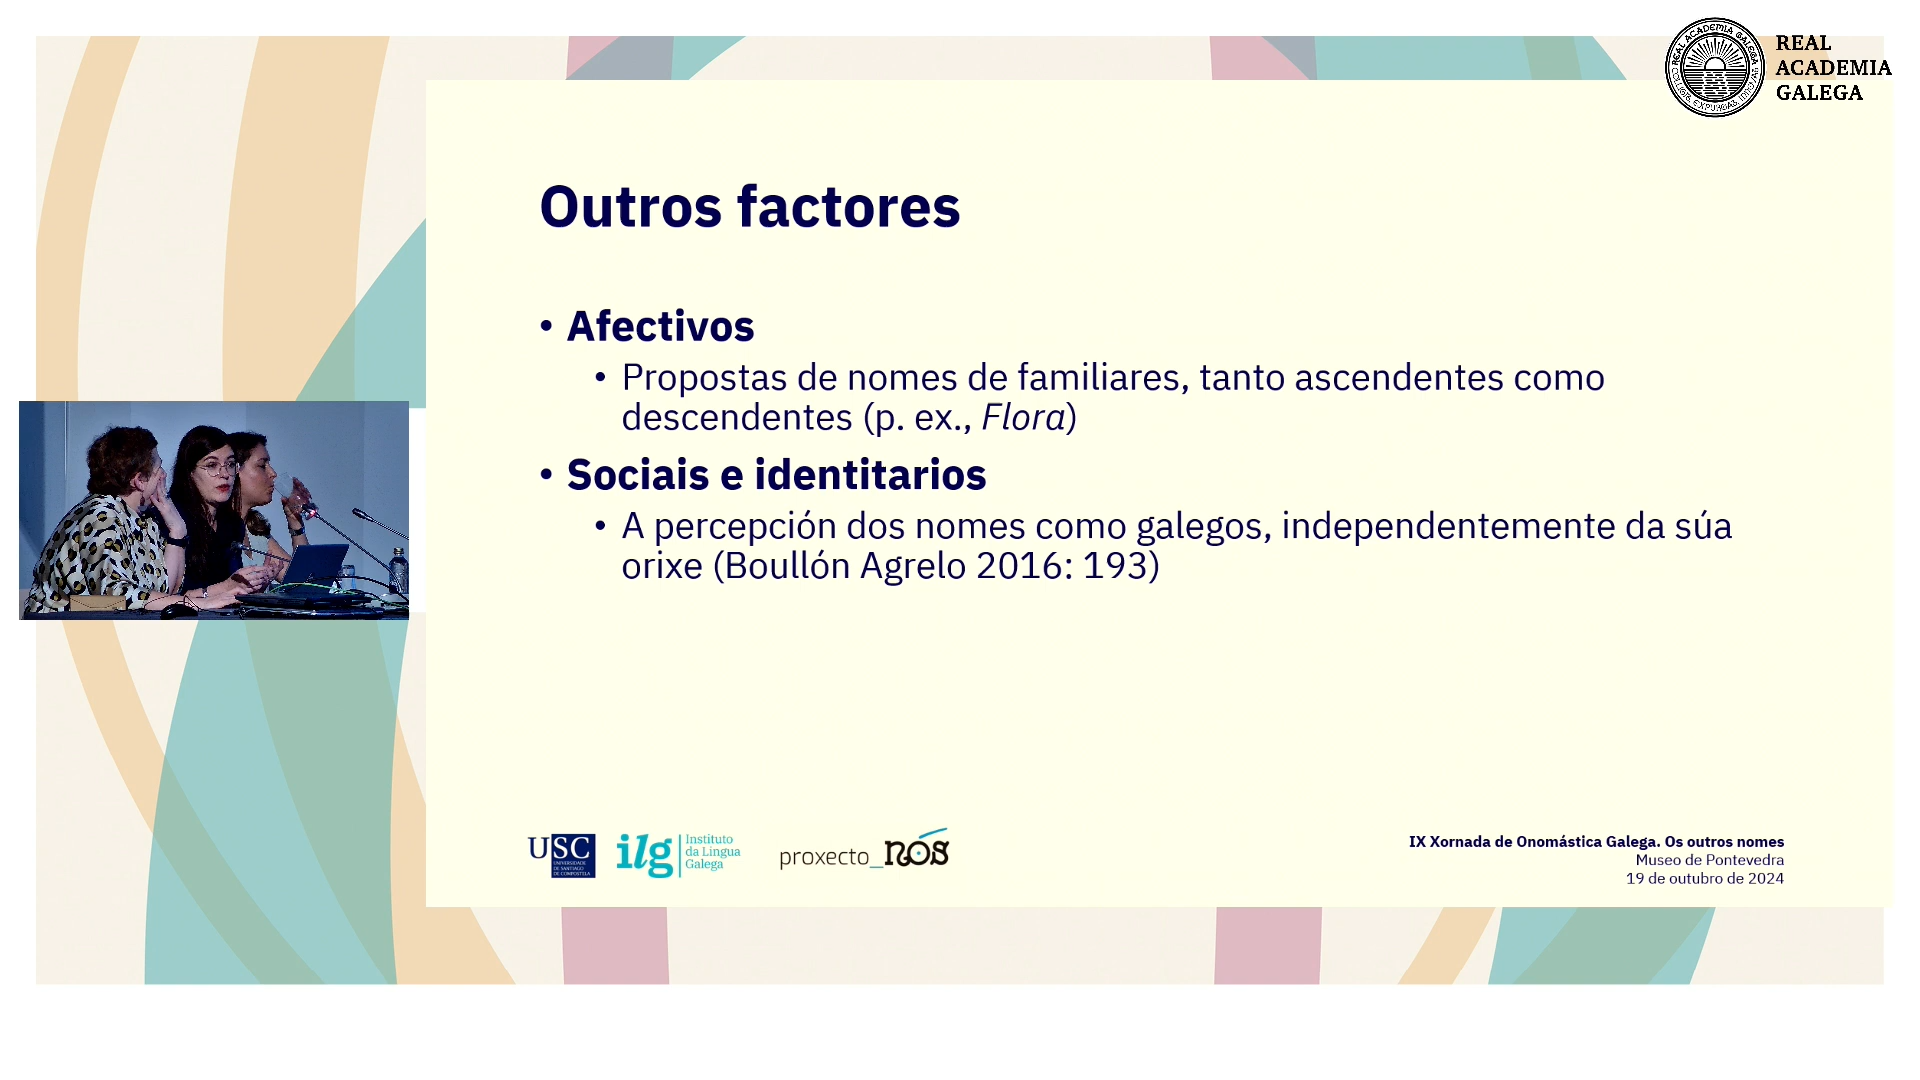 REAL
ACADEMIA
GALEGA
Outros factores
• Afectivos
• Propostas de nomes de familiares, tanto ascendentes como
descendentes (p. ex., Flora)
• Sociais e identitarios
• A percepción dos nomes como galegos, independentemente da súa
orixe (Boullón Agrelo 2016: 193)
USC
UNIVERSIDADE
DE SANTIAGO
DE COMPOSTELA
ilg
Instituto
da Lingua
Galega
proxecto_nós
IX Xornada de Onomástica Galega. Os outros nomes
Museo de Pontevedra
19 de outubro de 2024